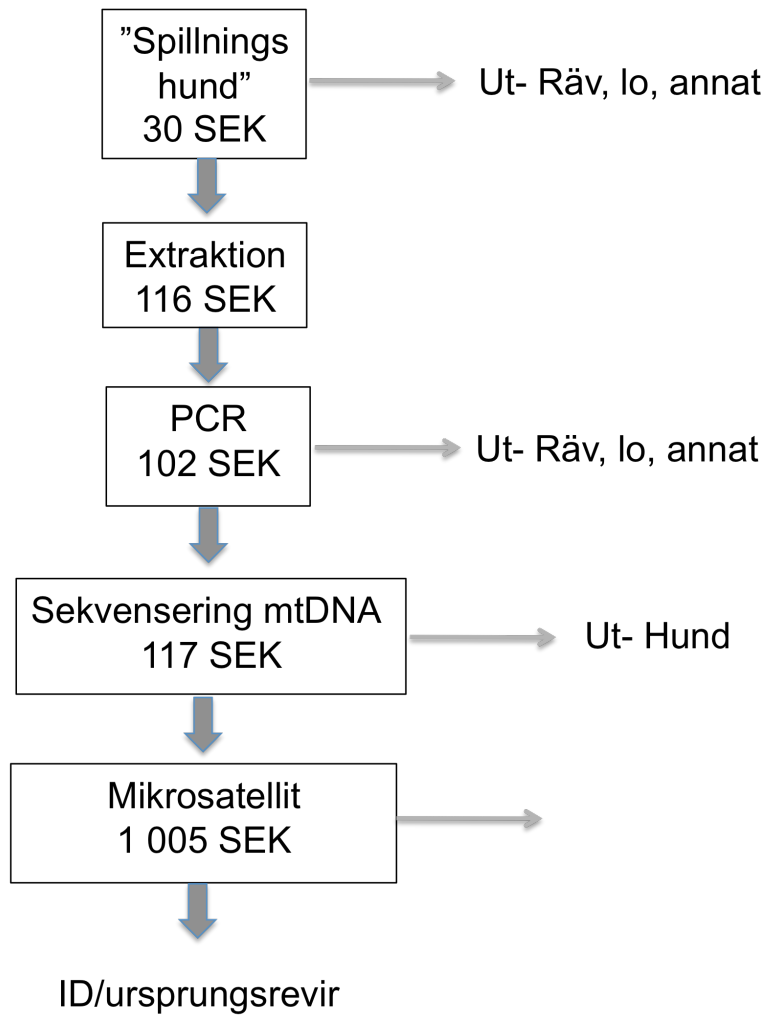 ”Spillnings
hund”
30 SEK
Ut- Räv, lo, annat
Extraktion
116 SEK
PCR
102 SEK
Ut- Räv, lo, annat
Sekvensering mtDNA
117 SEK
Ut- Hund
Mikrosatellit
1 005 SEK
ID/ursprungsrevir